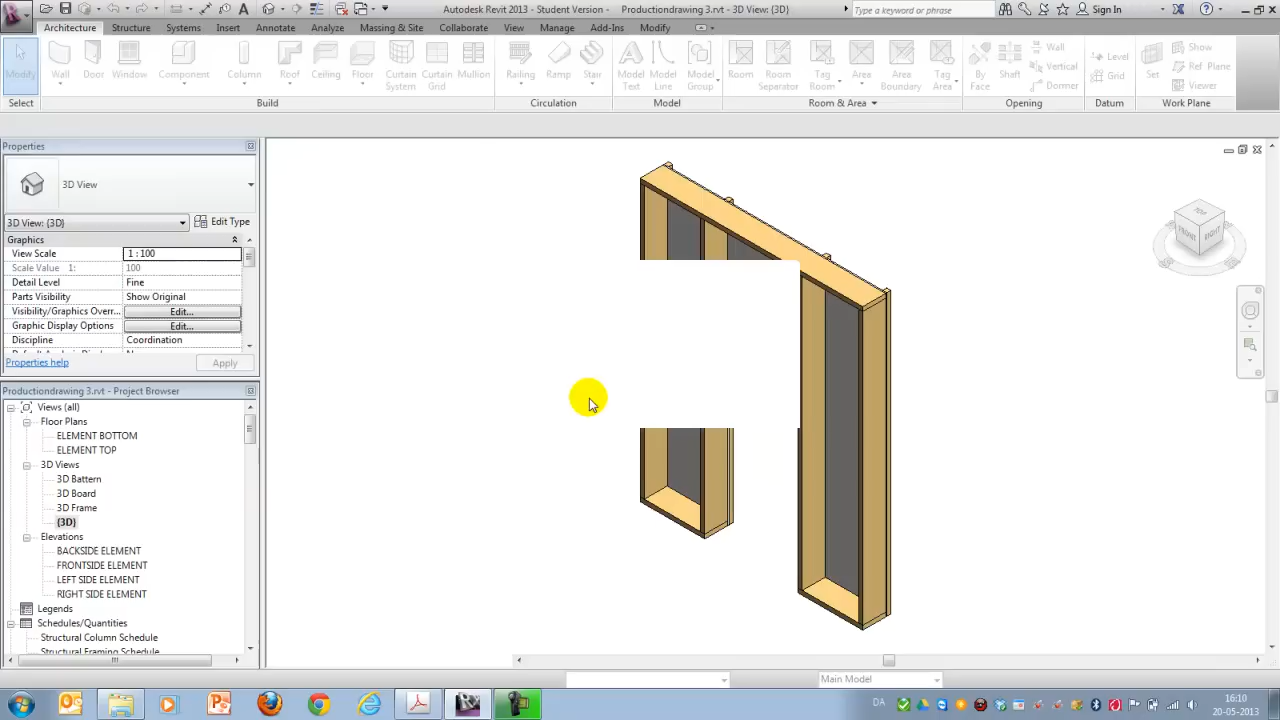 Autodesk Revit 2013 - Student Version - Productiondrawing 3.rvt - 3D View: {3D}
Type a keyword or phrase
Sign In
Architecture Structure Systems Insert Annotate Analyze Massing & Site Collaborate View Manage Add-Ins Modify
Modify Wall Door Window Component Column Roof Ceiling Floor Curtain System Curtain Grid Mullion Railing Ramp Stair Model Text Model Line Model Group Room Room Separator Tag Room Area Area Boundary Tag Area By Face Shaft Wall Vertical Dormer Level Grid Set Show Ref Plane Viewer
Select Build Circulation Model Room & Area Opening Datum Work Plane
Properties
3D View
3D View: {3D} Edit Type
Graphics
View Scale 1 : 100
Scale Value 1: 100
Detail Level Fine
Parts Visibility Show Original
Visibility/Graphics Overr... Edit...
Graphic Display Options Edit...
Discipline Coordination
Properties help Apply
Productiondrawing 3.rvt - Project Browser
Views (all)
Floor Plans
ELEMENT BOTTOM
ELEMENT TOP
3D Views
3D Battern
3D Board
3D Frame
{3D}
Elevations
BACKSIDE ELEMENT
FRONTSIDE ELEMENT
LEFT SIDE ELEMENT
RIGHT SIDE ELEMENT
Legends
Schedules/Quantities
Structural Column Schedule
Structural Framing Schedule
TOP
FRONT
RIGHT
Main Model
DA
16:10
20-05-2013